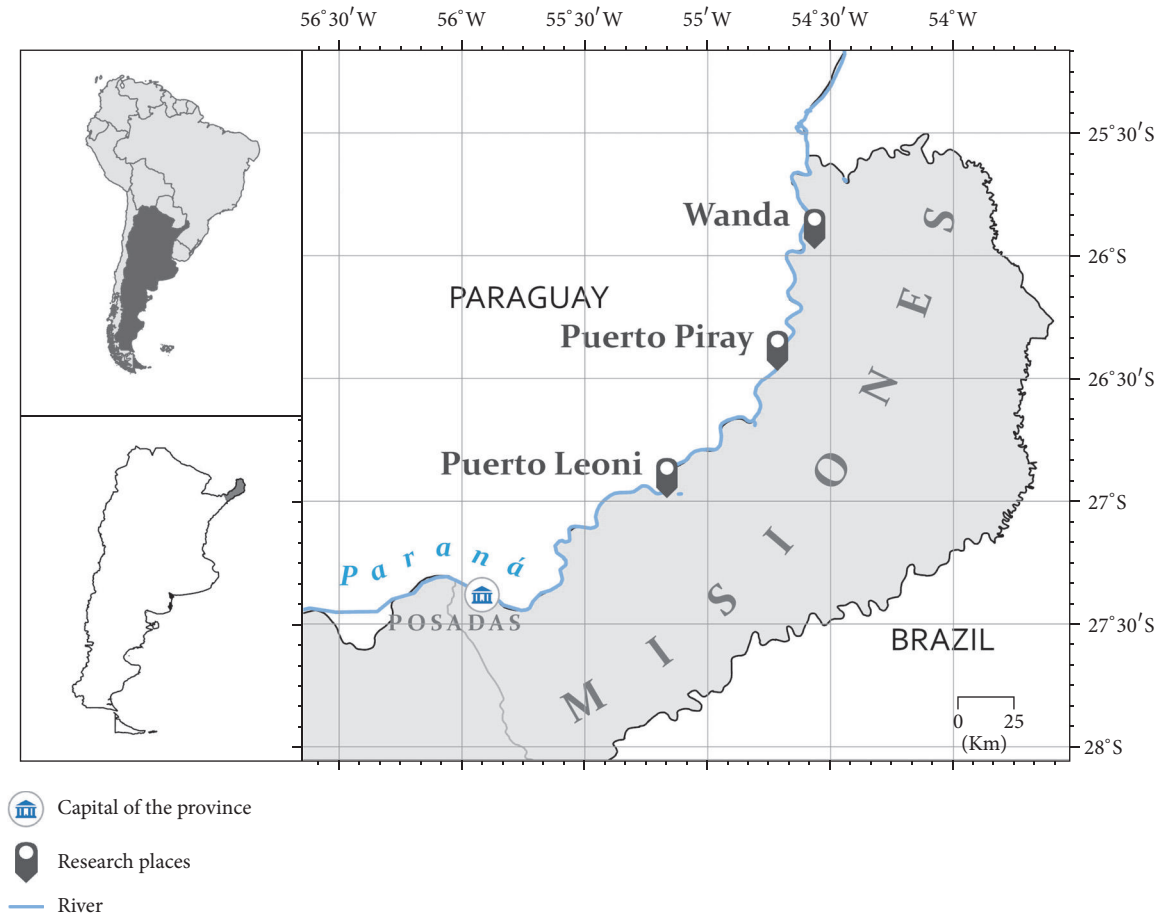 56°30′W 56°W 55°30′W 55°W 54°30′W 54°W
25°30′S
Wanda
26°S
PARAGUAY
Puerto Piray
26°30′S
Puerto Leoni
27°S
Paraná
POSADAS
27°30′S
MISIONES
BRAZIL
0 25
(Km)
28°S
Capital of the province
Research places
River